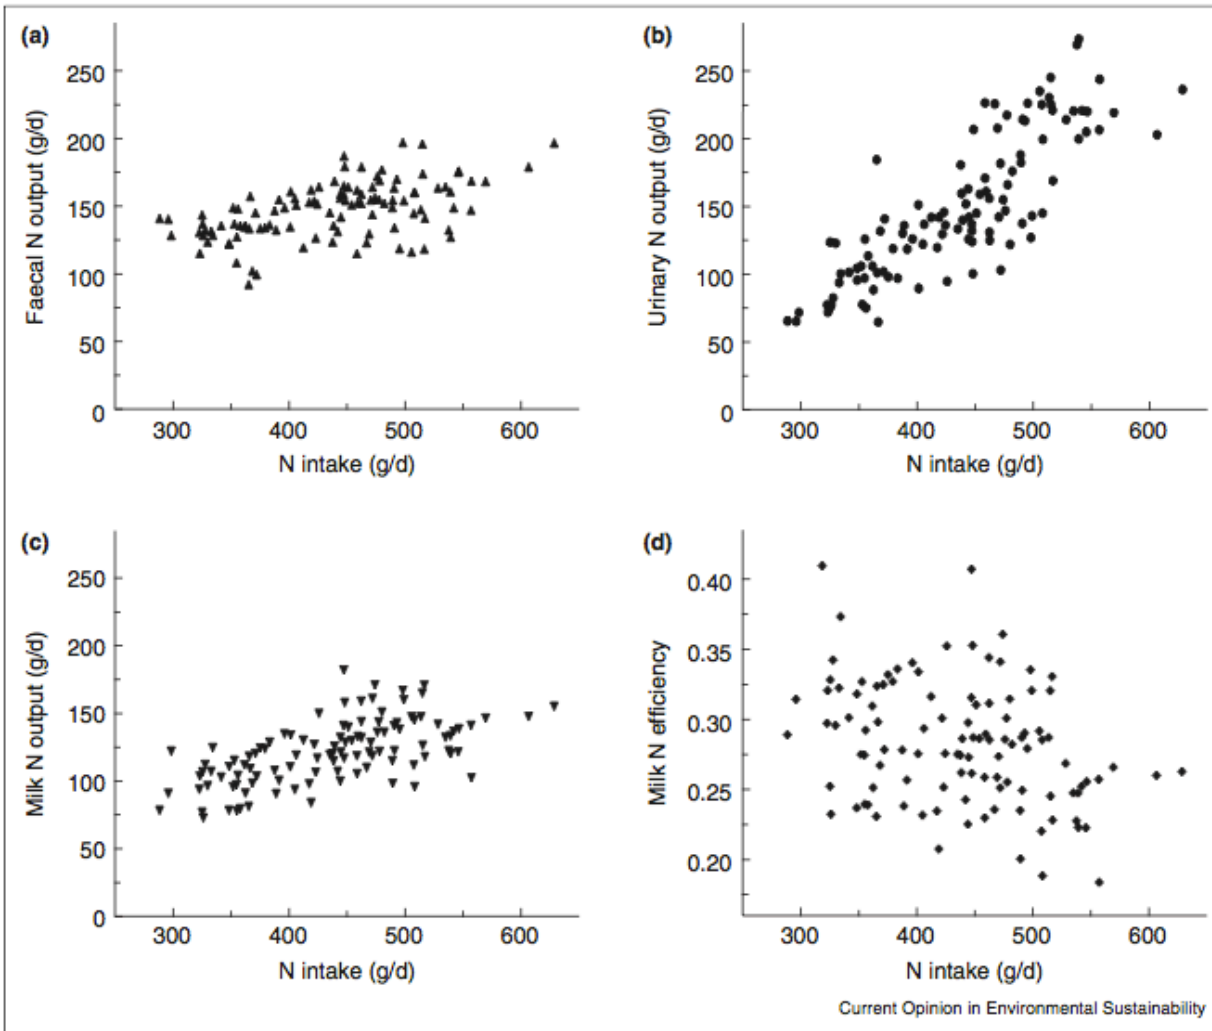 (a)
Faecal N output (g/d)
250
200
150
100
50
0
300 400 500 600
N intake (g/d)
(b)
Urinary N output (g/d)
250
200
150
100
50
0
300 400 500 600
N intake (g/d)
(c)
Milk N output (g/d)
250
200
150
100
50
0
300 400 500 600
N intake (g/d)
(d)
Milk N efficiency
0.40
0.35
0.30
0.25
0.20
300 400 500 600
N intake (g/d)
Current Opinion in Environmental Sustainability